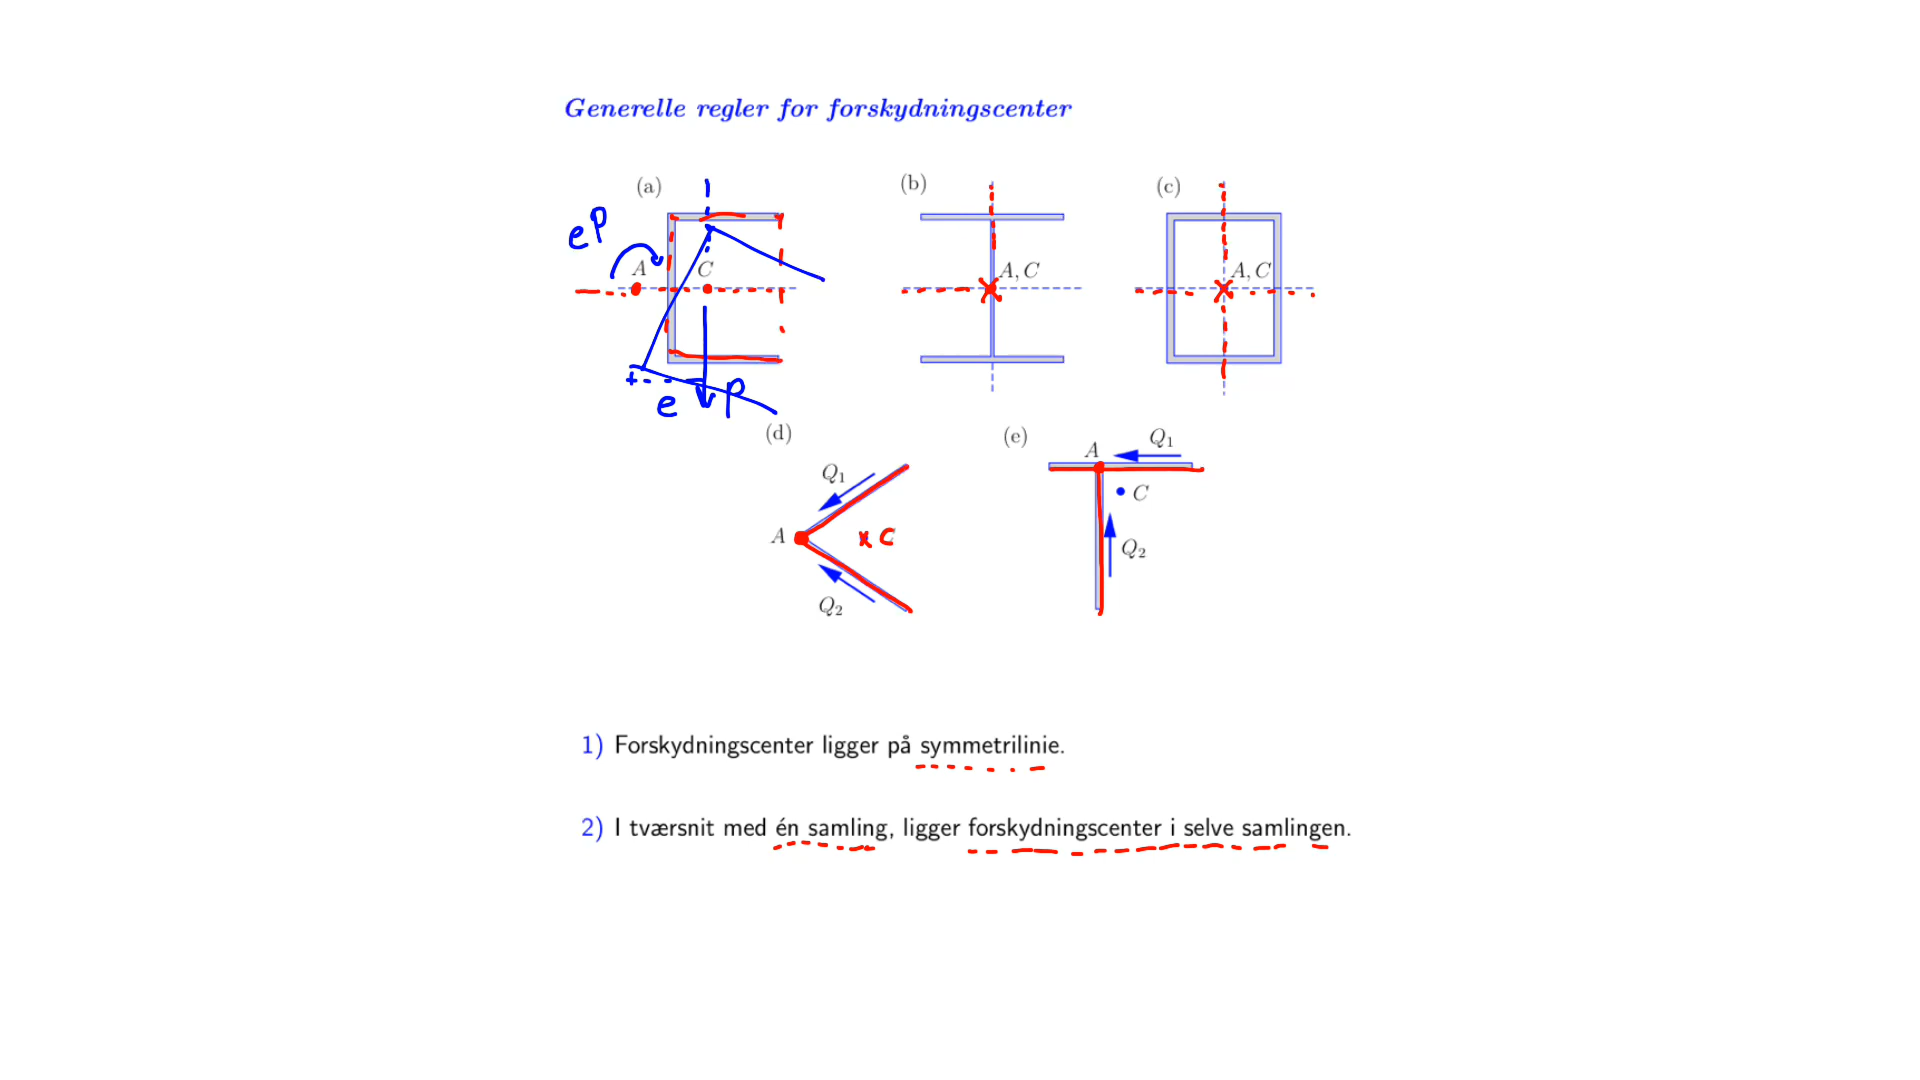 Generelle regler for forskydningscenter
(a) (b) (c)
eP
A C A, C A, C
e P
(d) (e)
Q1 A Q1
A x C C
Q2 Q2
1) Forskydningscenter ligger på symmetrilinie.
2) I tværsnit med én samling, ligger forskydningscenter i selve samlingen.